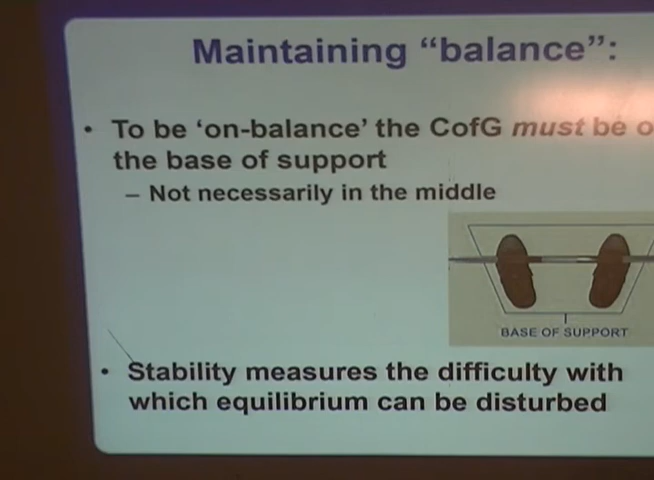 Maintaining “balance”:
• To be ‘on-balance’ the CofG must be
the base of support
– Not necessarily in the middle
BASE OF SUPPORT
• Stability measures the difficulty with
which equilibrium can be disturbed